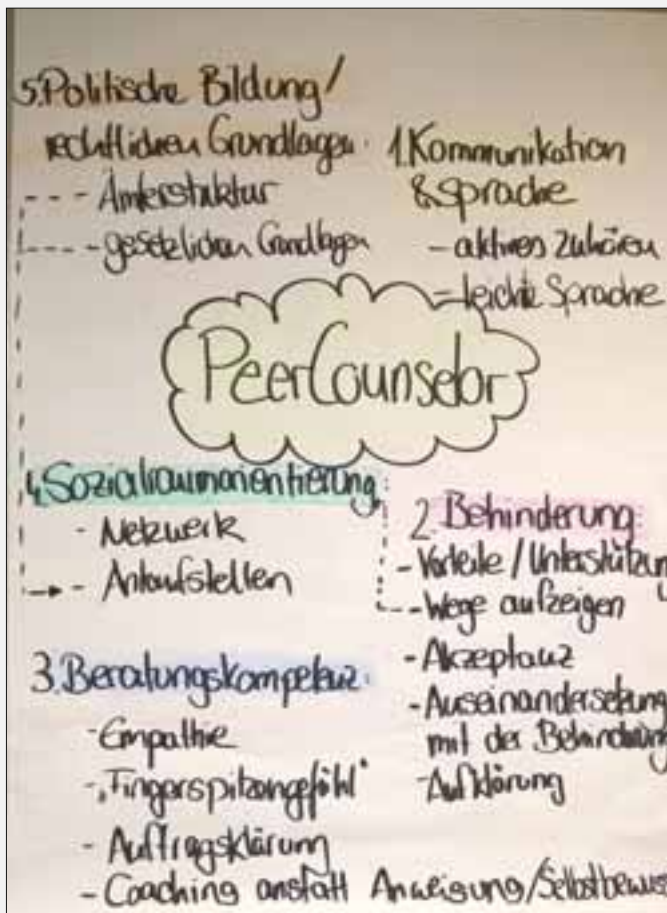 5. Politische Bildung/
rechtlichen Grundlagen:
- Ämterstruktur
- gesetzlichen Grundlagen
1. Kommunikation
& Sprache
- aktives Zuhören
- leichte Sprache
PeerCounselor
4. Sozialraumorientierung:
- Netzwerk
- Anlaufstellen
2. Behinderung:
- Vorteile/Unterstützung
- Wege aufzeigen
- Akzeptanz
- Auseinandersetzung
mit der Behinderung
- Aufklärung
3. Beratungskompetenz:
- Empathie
- „Fingerspitzengefühl"
- Auftragsklärung
- Coaching anstatt Anweisung/Selbstbewuss